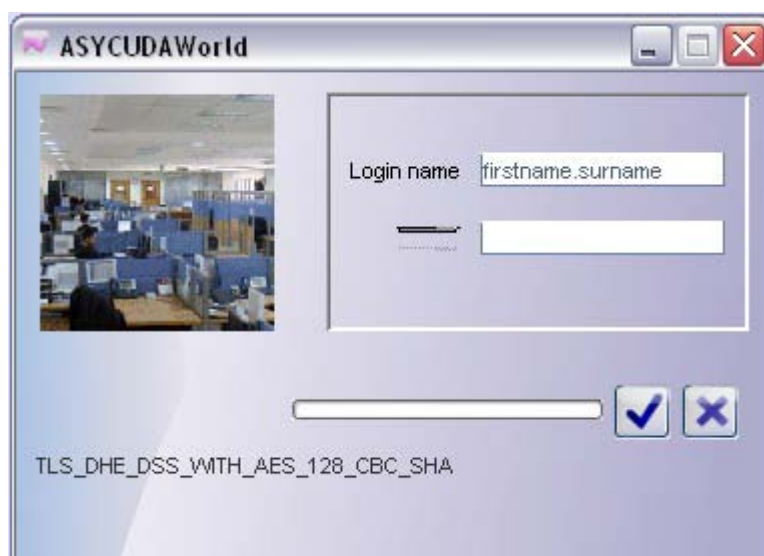 ASYCUDAWorld
Login name
firstname.surname
TLS_DHE_DSS_WITH_AES_128_CBC_SHA